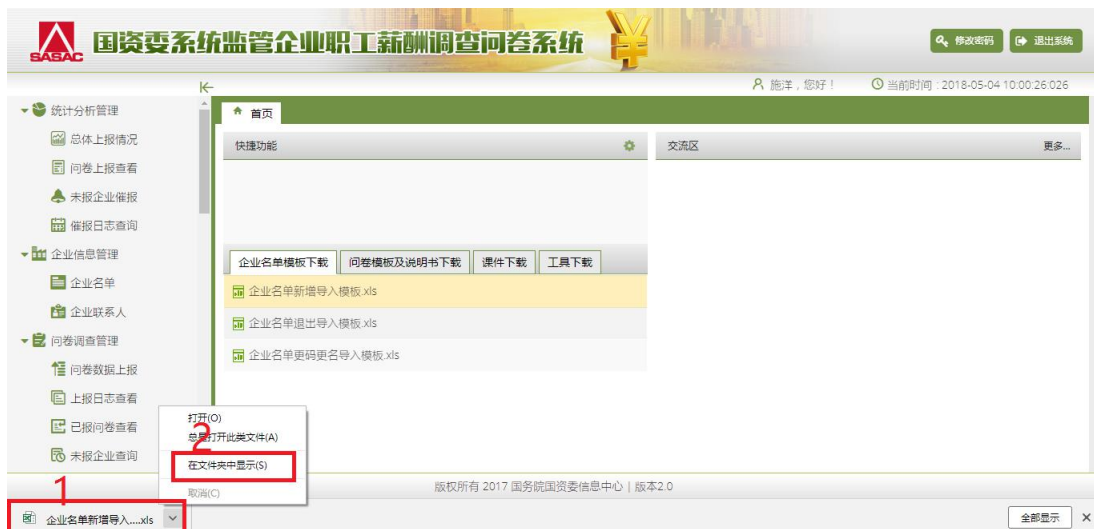 SASAC
国资委系统监管企业职工薪酬调查问卷系统
修改密码
退出系统
施洋，您好！
当前时间：2018-05-04 10:00:26:026
统计分析管理
总体上报情况
问卷上报查看
未报企业催报
催报日志查询
企业信息管理
企业名单
企业联系人
问卷调查管理
问卷数据上报
上报日志查看
已报问卷查看
未报企业查询
首页
快捷功能
交流区
更多...
企业名单模板下载
问卷模板及说明书下载
课件下载
工具下载
企业名单新增导入模板.xls
企业名单退出导入模板.xls
企业名单更码更名导入模板.xls
打开(O)
总是打开此类文件(A)
2
在文件夹中显示(S)
取消(C)
1
版权所有 2017 国务院国资委信息中心 | 版本2.0
企业名单新增导入....xls
全部显示